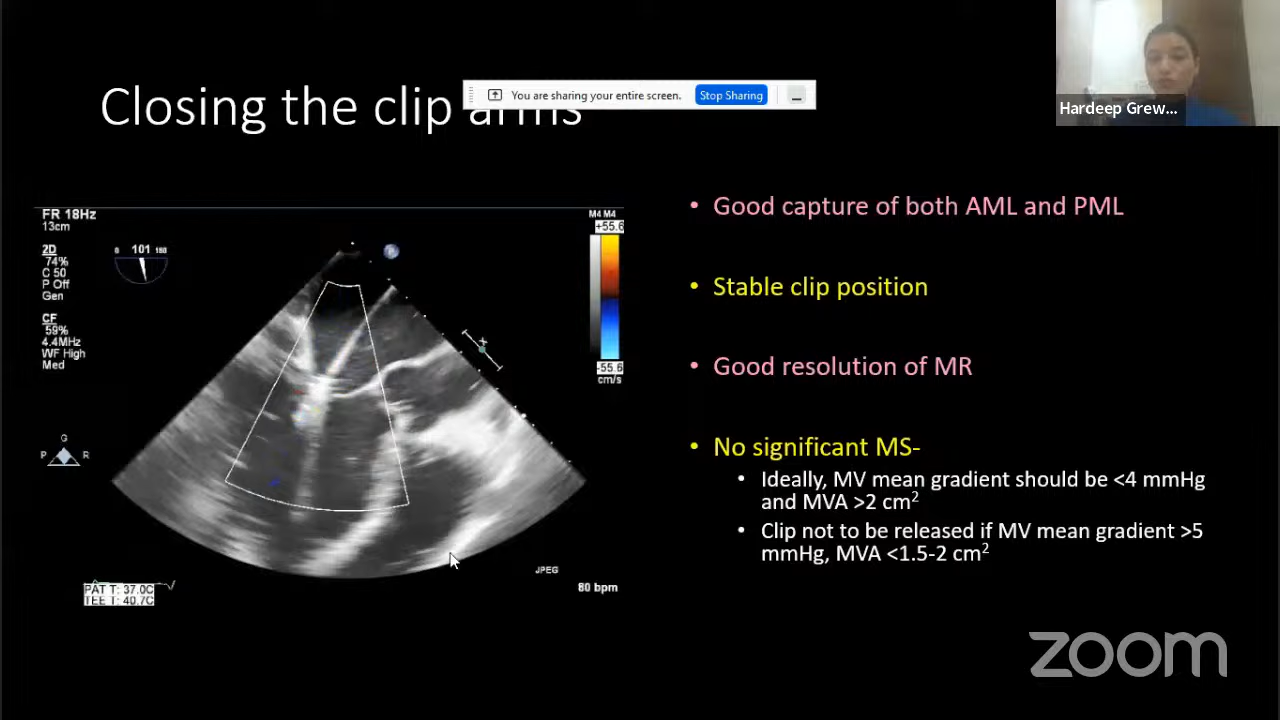 Closing the clip arms
You are sharing your entire screen.
Stop Sharing
Hardeep Grew...
FR 18Hz
13cm
2D
74%
C 50
P Off
Gen
CF
59%
4.4MHz
WF High
Med
0 101 180
M4 M4
+55.6
-55.6
cm/s
G
P R
PAT T: 37.0C
TEE T: 40.7C
JPEG
80 bpm
• Good capture of both AML and PML
• Stable clip position
• Good resolution of MR
• No significant MS-
• Ideally, MV mean gradient should be <4 mmHg
and MVA >2 cm²
• Clip not to be released if MV mean gradient >5
mmHg, MVA <1.5-2 cm²
zoom